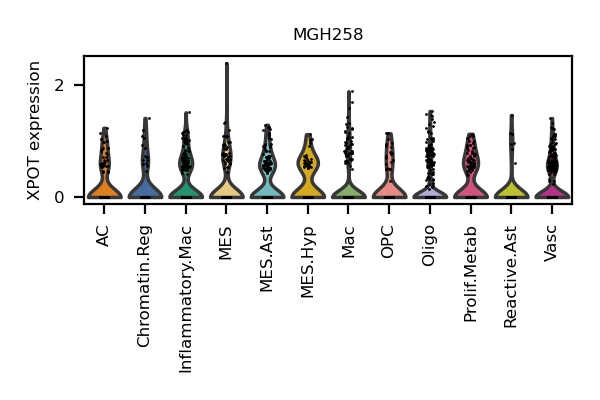 MGH258
XPOT expression
2
0
AC
Chromatin.Reg
Inflammatory.Mac
MES
MES.Ast
MES.Hyp
Mac
OPC
Oligo
Prolif.Metab
Reactive.Ast
Vasc